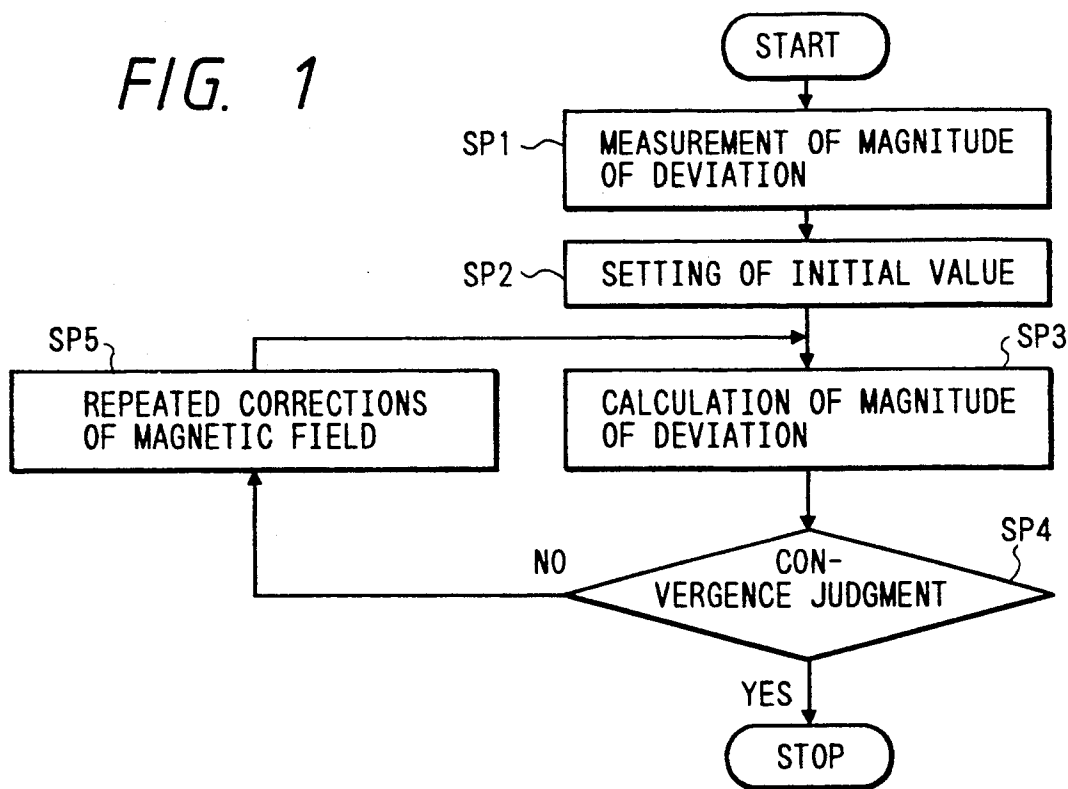 FIG. 1
START
SP1
MEASUREMENT OF MAGNITUDE
OF DEVIATION
SP2
SETTING OF INITIAL VALUE
SP5
REPEATED CORRECTIONS
OF MAGNETIC FIELD
SP3
CALCULATION OF MAGNITUDE
OF DEVIATION
SP4
CON-
VERGENCE JUDGMENT
NO
YES
STOP